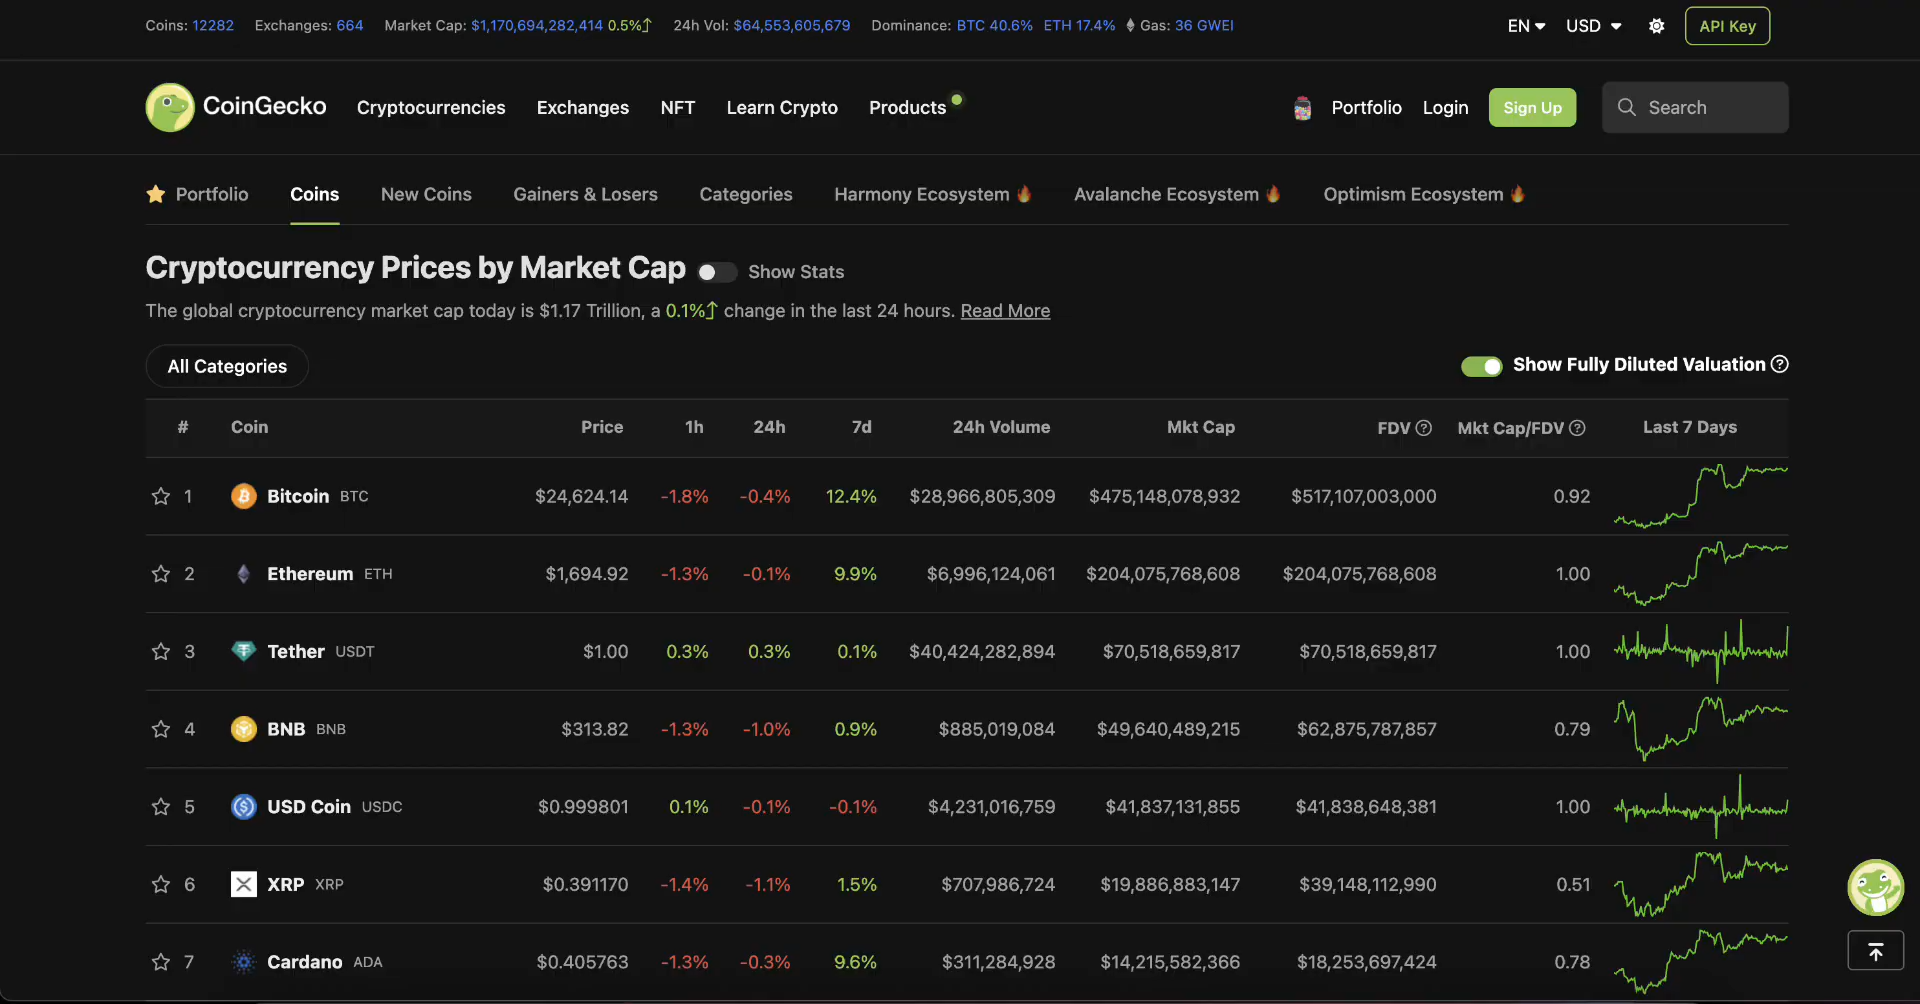 Coins: 12282 Exchanges: 664 Market Cap: $1,170,694,282,414 0.5% 24h Vol: $64,553,605,679 Dominance: BTC 40.6% ETH 17.4% Gas: 36 GWEI EN USD API Key
CoinGecko Cryptocurrencies Exchanges NFT Learn Crypto Products Portfolio Login Sign Up Search
Portfolio Coins New Coins Gainers & Losers Categories Harmony Ecosystem Avalanche Ecosystem Optimism Ecosystem
Cryptocurrency Prices by Market Cap Show Stats
The global cryptocurrency market cap today is $1.17 Trillion, a 0.1% change in the last 24 hours. Read More
All Categories Show Fully Diluted Valuation ?
# Coin Price 1h 24h 7d 24h Volume Mkt Cap FDV ? Mkt Cap/FDV ? Last 7 Days
1 Bitcoin BTC $24,624.14 -1.8% -0.4% 12.4% $28,966,805,309 $475,148,078,932 $517,107,003,000 0.92
2 Ethereum ETH $1,694.92 -1.3% -0.1% 9.9% $6,996,124,061 $204,075,768,608 $204,075,768,608 1.00
3 Tether USDT $1.00 0.3% 0.3% 0.1% $40,424,282,894 $70,518,659,817 $70,518,659,817 1.00
4 BNB BNB $313.82 -1.3% -1.0% 0.9% $885,019,084 $49,640,489,215 $62,875,787,857 0.79
5 USD Coin USDC $0.999801 0.1% -0.1% -0.1% $4,231,016,759 $41,837,131,855 $41,838,648,381 1.00
6 XRP XRP $0.391170 -1.4% -1.1% 1.5% $707,986,724 $19,886,883,147 $39,148,112,990 0.51
7 Cardano ADA $0.405763 -1.3% -0.3% 9.6% $311,284,928 $14,215,582,366 $18,253,697,424 0.78